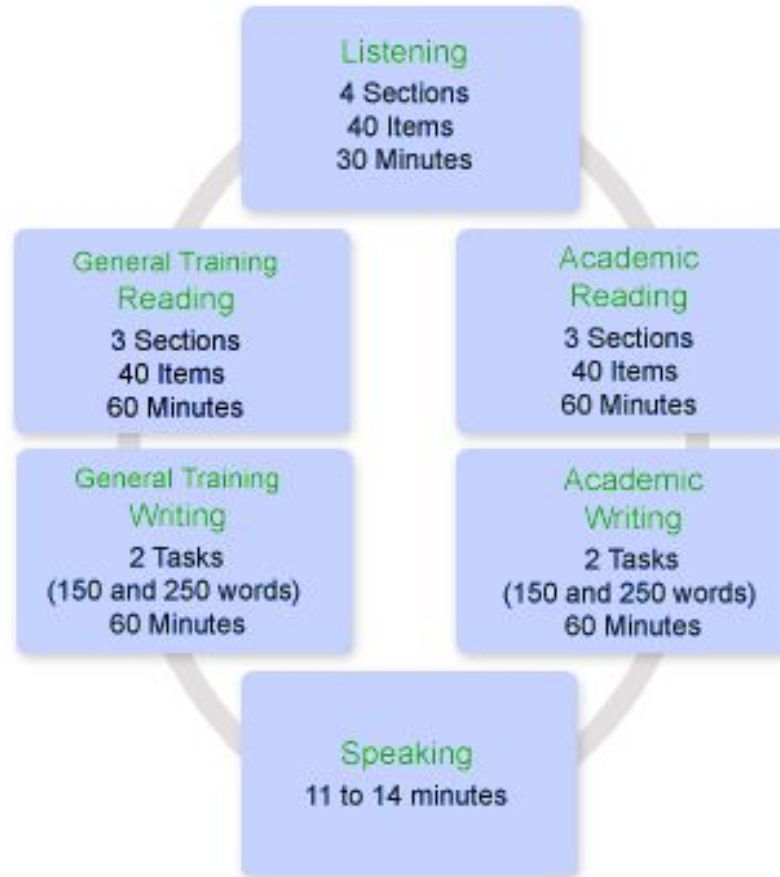 Listening
4 Sections
40 Items
30 Minutes
General Training
Reading
3 Sections
40 Items
60 Minutes
Academic
Reading
3 Sections
40 Items
60 Minutes
General Training
Writing
2 Tasks
(150 and 250 words)
60 Minutes
Academic
Writing
2 Tasks
(150 and 250 words)
60 Minutes
Speaking
11 to 14 minutes